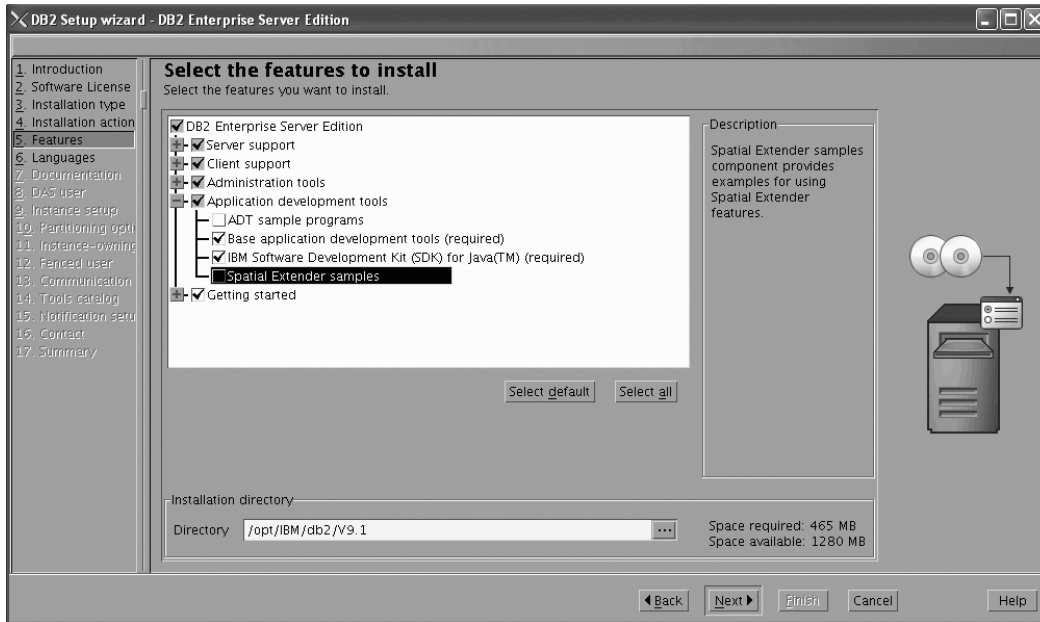 DB2 Setup wizard - DB2 Enterprise Server Edition
1. Introduction
2. Software License
3. Installation type
4. Installation action
5. Features
6. Languages
7. Documentation
8. DAS user
9. Instance setup
10. Partitioning opti
11. Instance-owning
12. Fenced user
13. Communication
14. Tools catalog
15. Notification setu
16. Contact
17. Summary
Select the features to install
Select the features you want to install.
DB2 Enterprise Server Edition
Server support
Client support
Administration tools
Application development tools
ADT sample programs
Base application development tools (required)
IBM Software Development Kit (SDK) for Java(TM) (required)
Spatial Extender samples
Getting started
Select default
Select all
Description
Spatial Extender samples
component provides
examples for using
Spatial Extender
features.
Installation directory
Directory
/opt/IBM/db2/V9.1
...
Space required: 465 MB
Space available: 1280 MB
Back
Next
Finish
Cancel
Help